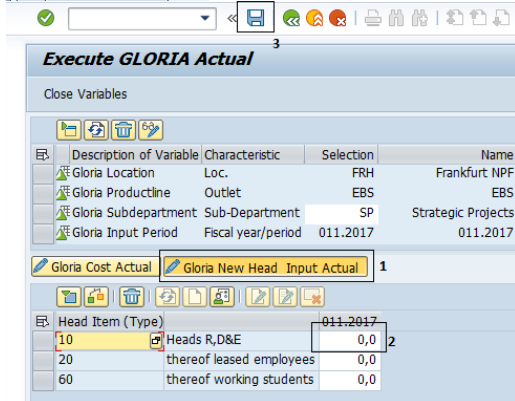 «
3
Execute GLORIA Actual
Close Variables
Description of Variable Characteristic Selection Name
Gloria Location Loc. FRH Frankfurt NPF
Gloria Productline Outlet EBS EBS
Gloria Subdepartment Sub-Department SP Strategic Projects
Gloria Input Period Fiscal year/period 011.2017 011.2017
Gloria Cost Actual Gloria New Head Input Actual 1
Head Item (Type) 011.2017
10 Heads R,D&E 0,0 2
20 thereof leased employees 0,0
60 thereof working students 0,0